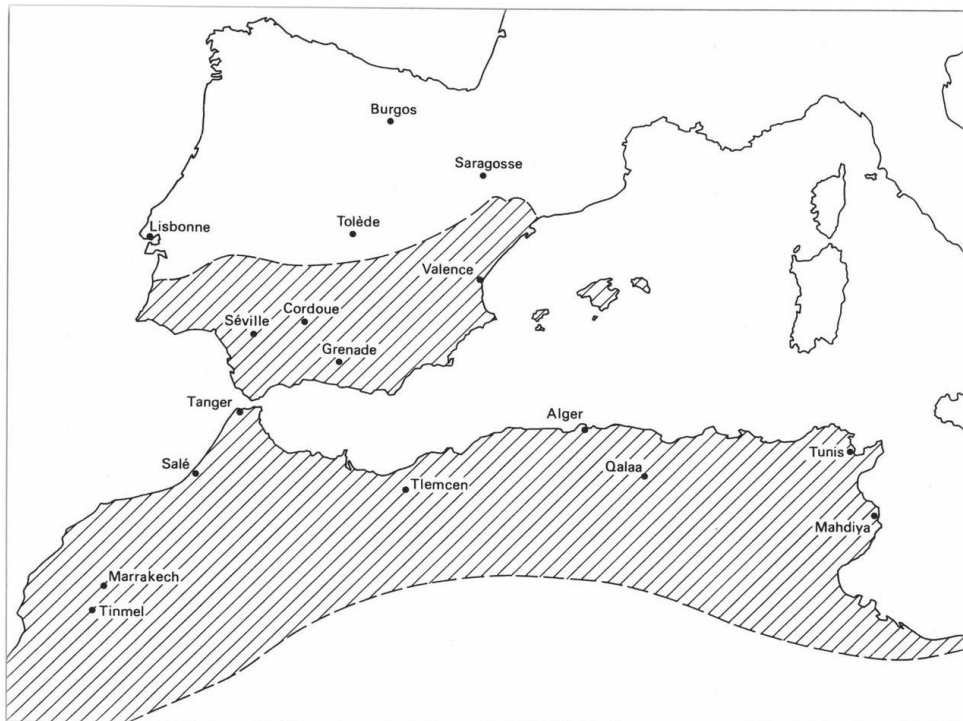 Burgos
Saragosse
Lisbonne
Tolède
Valence
Cordoue
Séville
Grenade
Tanger
Alger
Tunis
Salé
Qalaa
Tlemcen
Mahdiya
Marrakech
Tinmel